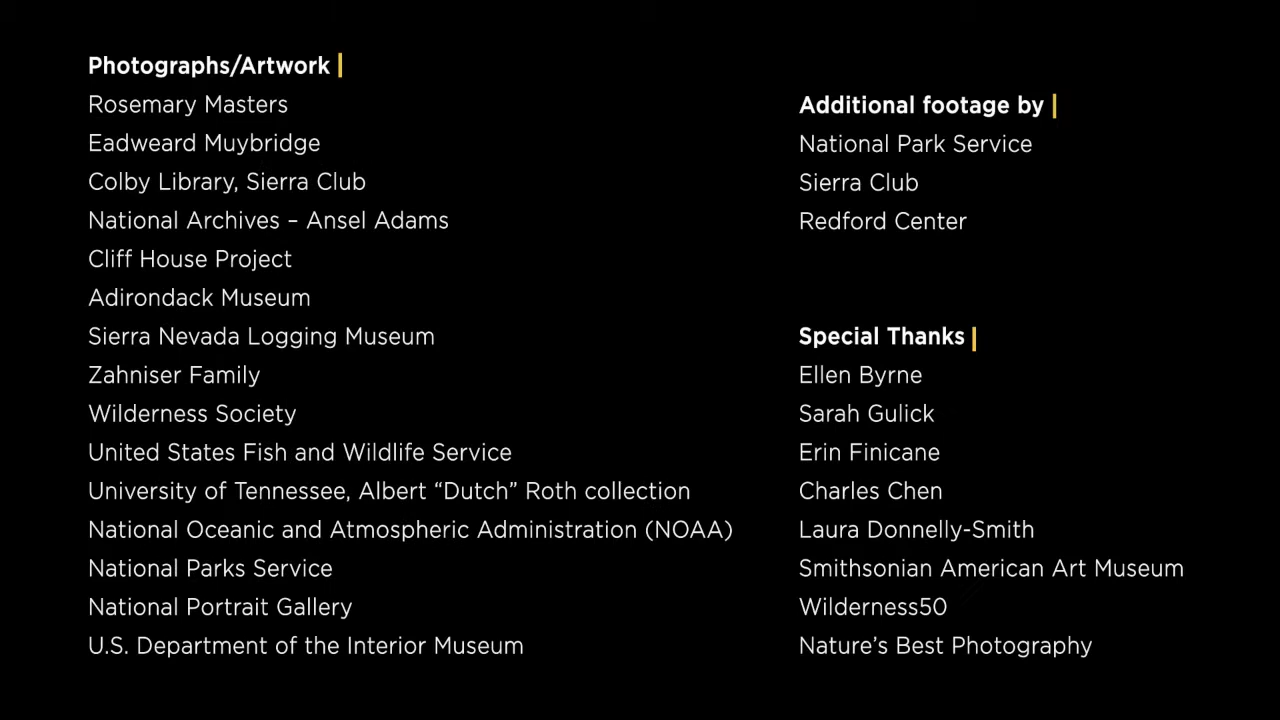 Photographs/Artwork
Rosemary Masters
Eadweard Muybridge
Colby Library, Sierra Club
National Archives – Ansel Adams
Cliff House Project
Adirondack Museum
Sierra Nevada Logging Museum
Zahniser Family
Wilderness Society
United States Fish and Wildlife Service
University of Tennessee, Albert “Dutch” Roth collection
National Oceanic and Atmospheric Administration (NOAA)
National Parks Service
National Portrait Gallery
U.S. Department of the Interior Museum
Additional footage by
National Park Service
Sierra Club
Redford Center
Special Thanks
Ellen Byrne
Sarah Gulick
Erin Finicane
Charles Chen
Laura Donnelly-Smith
Smithsonian American Art Museum
Wilderness50
Nature’s Best Photography